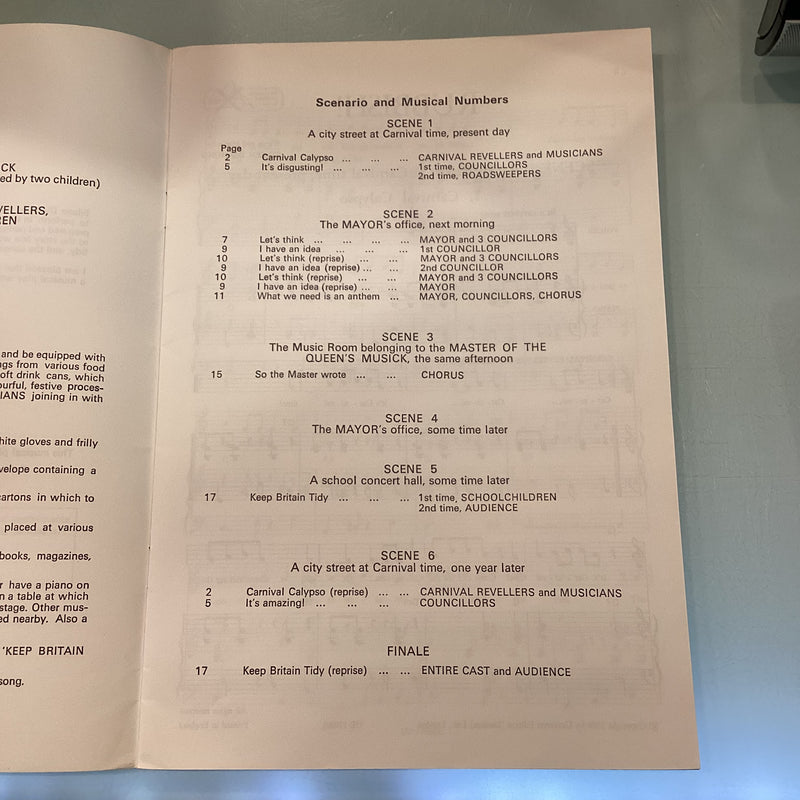 CK
ed by two children)
VELLERS,
REN
and be equipped with
ngs from various food
oft drink cans, which
ourful, festive proces-
IANS joining in with
hite gloves and frilly
velope containing a
cartons in which to
placed at various
books, magazines,
r have a piano on
n a table at which
stage. Other mus-
ed nearby. Also a
'KEEP BRITAIN
song.
Scenario and Musical Numbers
SCENE 1
A city street at Carnival time, present day
Page
2 Carnival Calypso ... ... ... CARNIVAL REVELLERS and MUSICIANS
5 It's disgusting! ... ... ... 1st time, COUNCILLORS
2nd time, ROADSWEEPERS
SCENE 2
The MAYOR's office, next morning
7 Let's think ... ... ... ... MAYOR and 3 COUNCILLORS
9 I have an idea ... ... ... 1st COUNCILLOR
10 Let's think (reprise) ... ... MAYOR and 3 COUNCILLORS
9 I have an idea (reprise) ... ... 2nd COUNCILLOR
10 Let's think (reprise) ... ... MAYOR and 3 COUNCILLORS
9 I have an idea (reprise) ... ... MAYOR
11 What we need is an anthem ... MAYOR, COUNCILLORS, CHORUS
SCENE 3
The Music Room belonging to the MASTER OF THE
QUEEN'S MUSICK, the same afternoon
15 So the Master wrote ... ... CHORUS
SCENE 4
The MAYOR's office, some time later
SCENE 5
A school concert hall, some time later
17 Keep Britain Tidy ... ... ... 1st time, SCHOOLCHILDREN
2nd time, AUDIENCE
SCENE 6
A city street at Carnival time, one year later
2 Carnival Calypso (reprise) ... ... CARNIVAL REVELLERS and MUSICIANS
5 It's amazing! ... ... ... COUNCILLORS
FINALE
17 Keep Britain Tidy (reprise) ... ... ENTIRE CAST and AUDIENCE